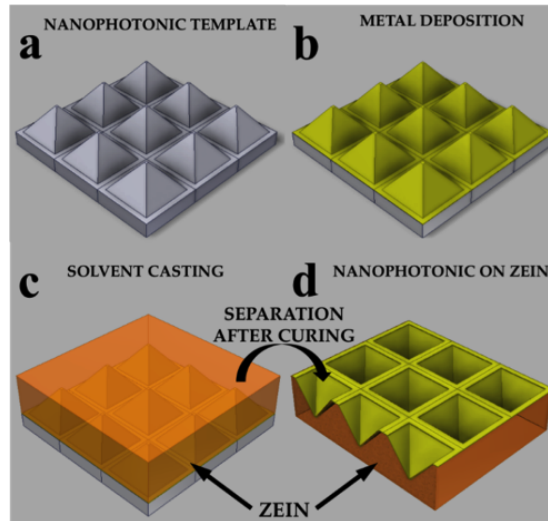 a
NANOPHOTONIC TEMPLATE
b
METAL DEPOSITION
c
SOLVENT CASTING
d
NANOPHOTONIC ON ZEIN
SEPARATION
AFTER CURING
ZEIN